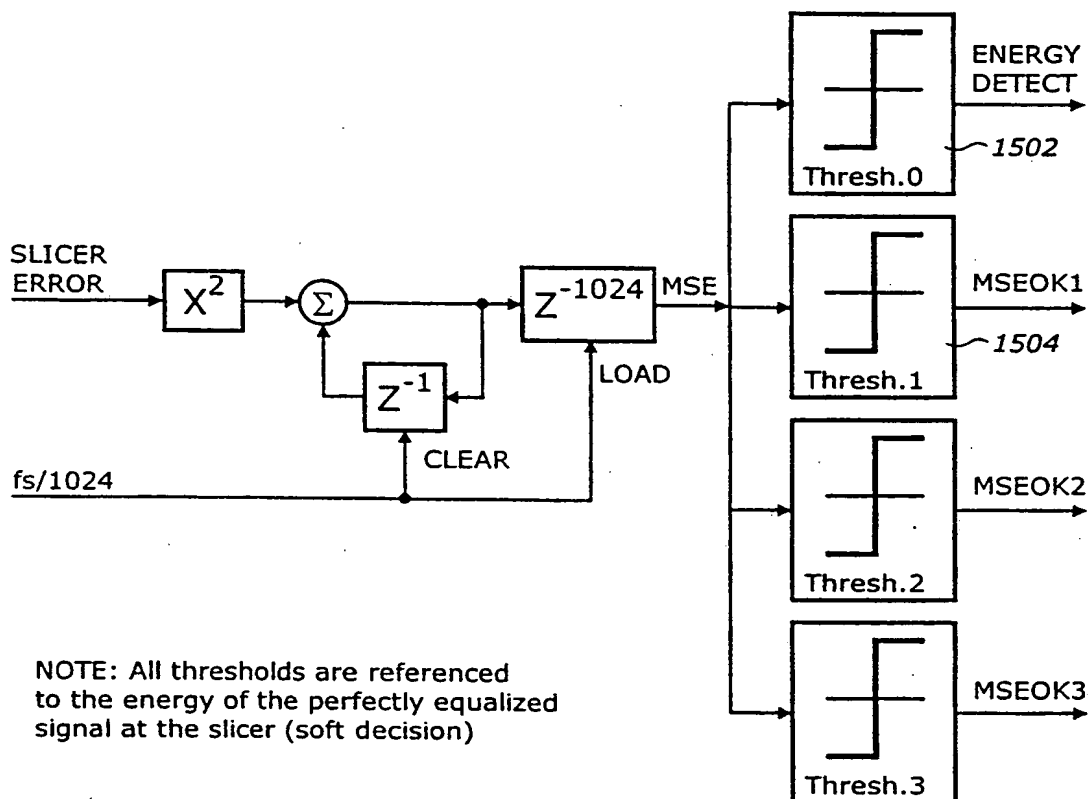 ENERGY
DETECT
1502
Thresh.0
SLICER
ERROR
X²
Σ
Z⁻¹⁰²⁴
MSE
MSEOK1
1504
Thresh.1
LOAD
Z⁻¹
CLEAR
fs/1024
MSEOK2
Thresh.2
NOTE: All thresholds are referenced
to the energy of the perfectly equalized
signal at the slicer (soft decision)
MSEOK3
Thresh.3